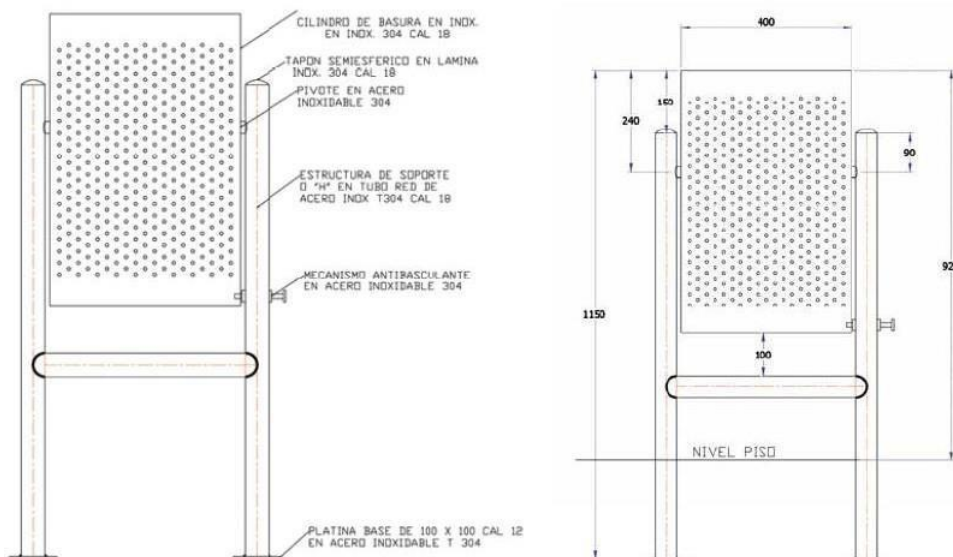 CILINDRO DE BASURA EN INOX.
EN INOX. 304 CAL 18
TAPON SEMIESFERICO EN LAMINA
INOX. 304 CAL 18
PIVOTE EN ACERO
INOXIDABLE 304
ESTRUCTURA DE SOPORTE
O "H" EN TUBO RED DE
ACERO INOX T304 CAL 18
MECANISMO ANTIBASCULANTE
EN ACERO INOXIDABLE 304
PLATINA BASE DE 100 X 100 CAL 12
EN ACERO INOXIDABLE T 304
400
150
240
90
92
1150
100
NIVEL PISO